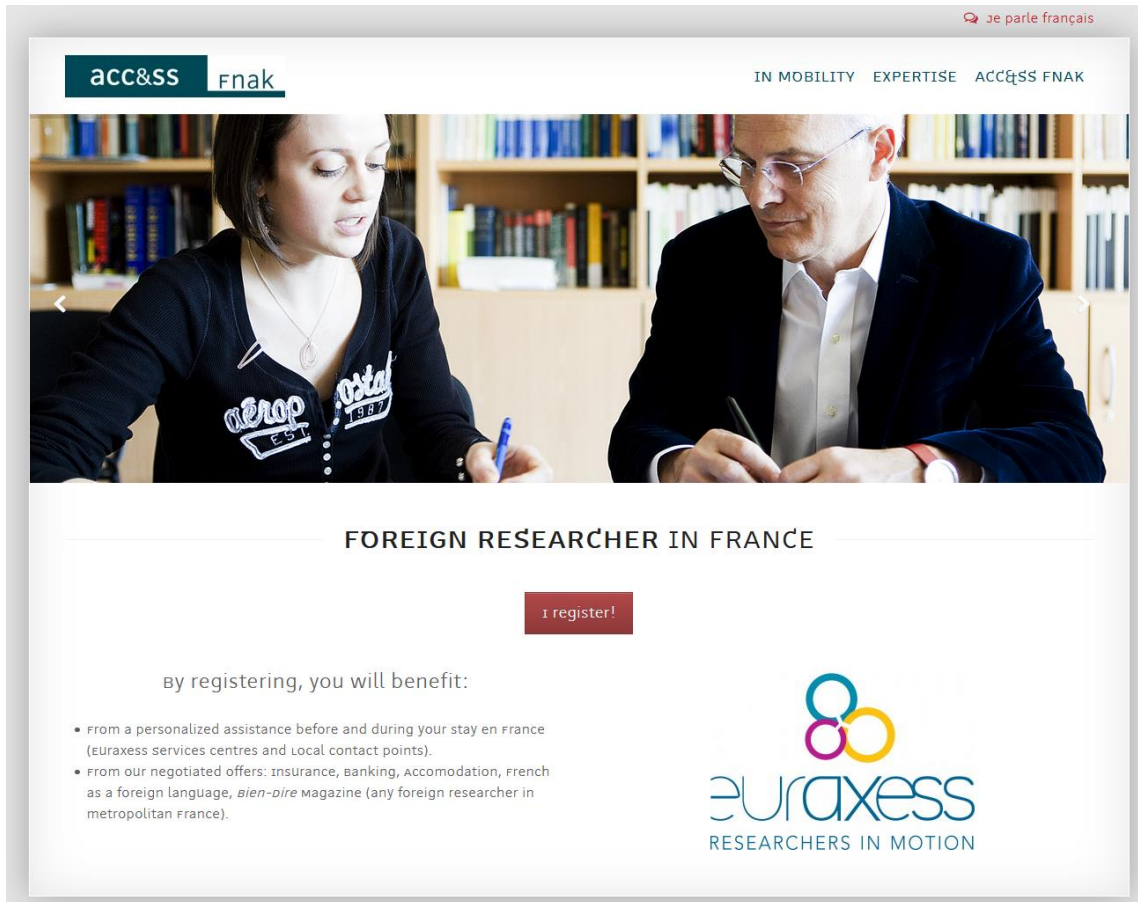 Je parle français
acc&ss Fnak
IN MOBILITY EXPERTISE ACC&SS FNAK
aérop ostal
EST. 1987
FOREIGN RESEARCHER IN FRANCE
I register!
By registering, you will benefit:
• From a personalized assistance before and during your stay en France
(Euraxess Services centres and Local contact points).
• From our negotiated offers: Insurance, Banking, Accomodation, French
as a foreign language, Bien-Dire Magazine (any foreign researcher in
metropolitan France).
euraxess
RESEARCHERS IN MOTION